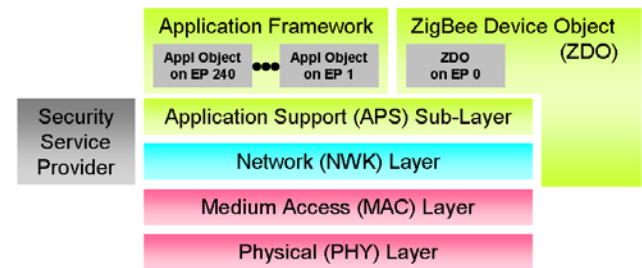 Application Framework
Appl Object
on EP 240
Appl Object
on EP 1
ZigBee Device Object
(ZDO)
ZDO
on EP 0
Security
Service
Provider
Application Support (APS) Sub-Layer
Network (NWK) Layer
Medium Access (MAC) Layer
Physical (PHY) Layer